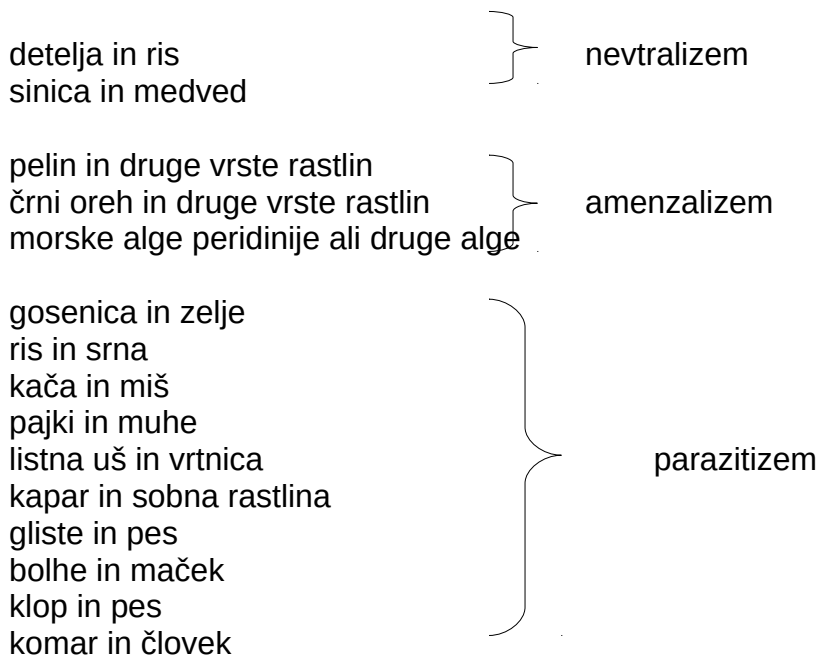 detelja in ris
nevtralizem
sinica in medved
pelin in druge vrste rastlin
črni oreh in druge vrste rastlin
amenzalizem
morske alge peridinije ali druge alge
gosenica in zelje
ris in srna
kača in miš
pajki in muhe
listna uš in vrtnica
parazitizem
kapar in sobna rastlina
gliste in pes
bolhe in maček
klop in pes
komar in človek